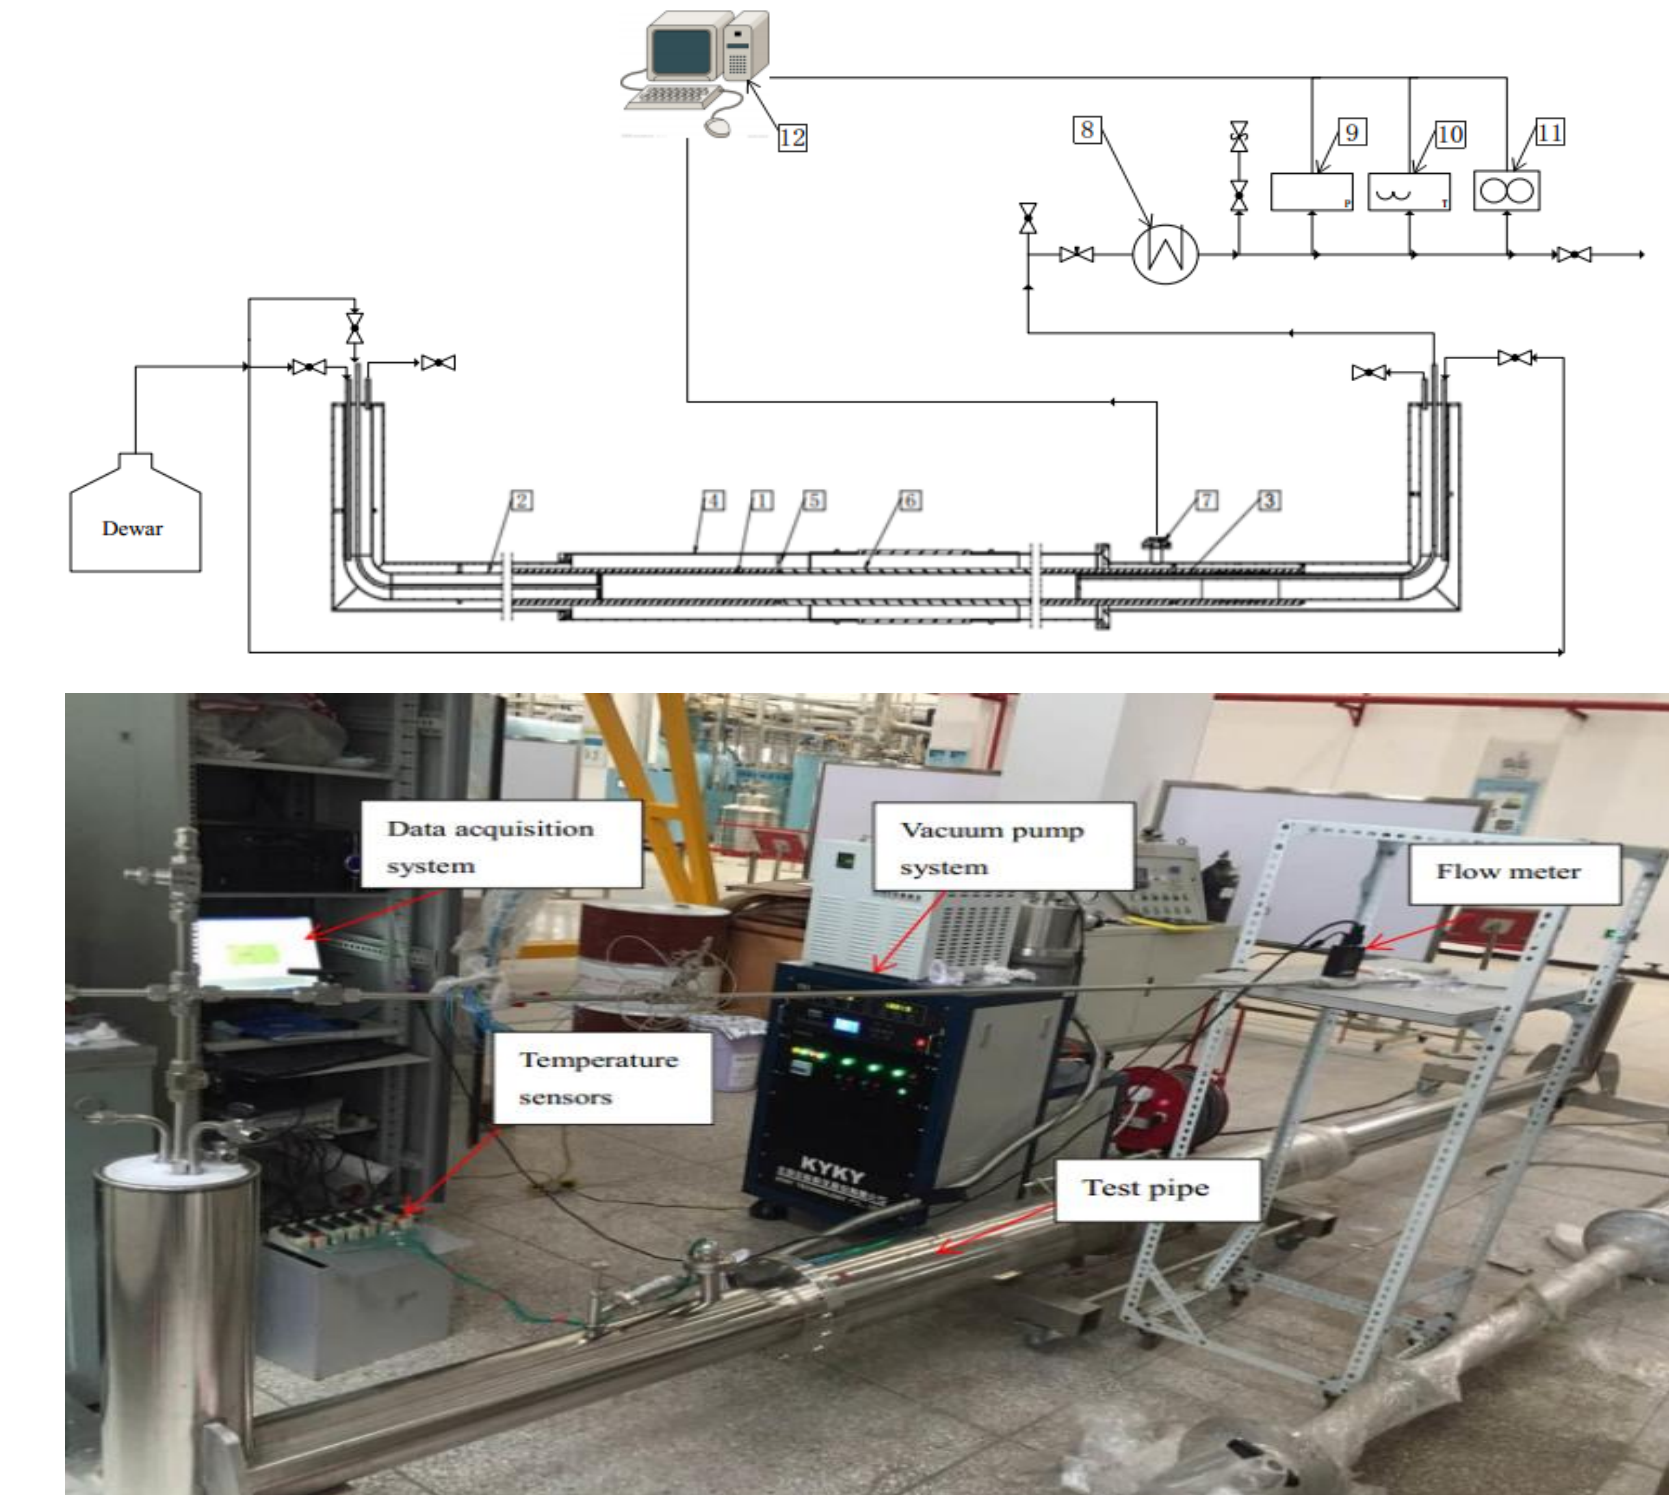 12
8
9
10
11
P
T
2
4
1
5
6
7
3
Dewar
Data acquisition
system
Vacuum pump
system
Flow meter
Temperature
sensors
KYKY
Test pipe